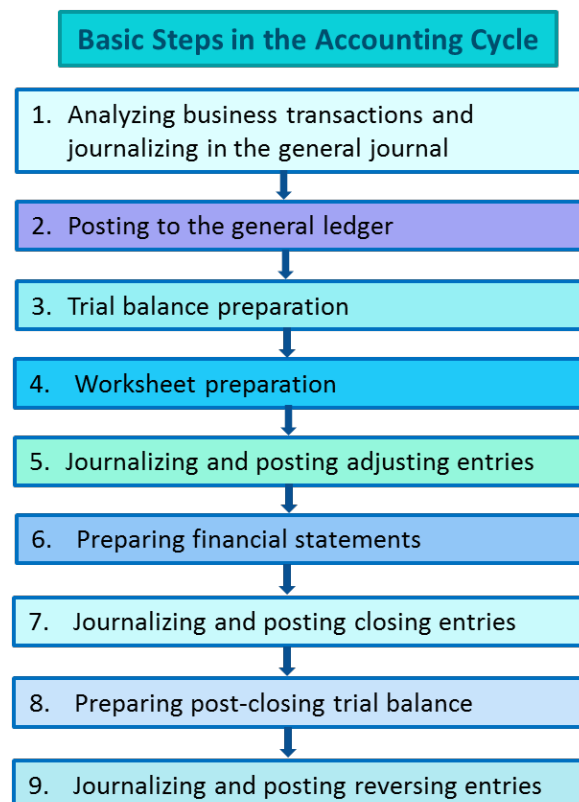 Basic Steps in the Accounting Cycle
1. Analyzing business transactions and
journalizing in the general journal
2. Posting to the general ledger
3. Trial balance preparation
4. Worksheet preparation
5. Journalizing and posting adjusting entries
6. Preparing financial statements
7. Journalizing and posting closing entries
8. Preparing post-closing trial balance
9. Journalizing and posting reversing entries